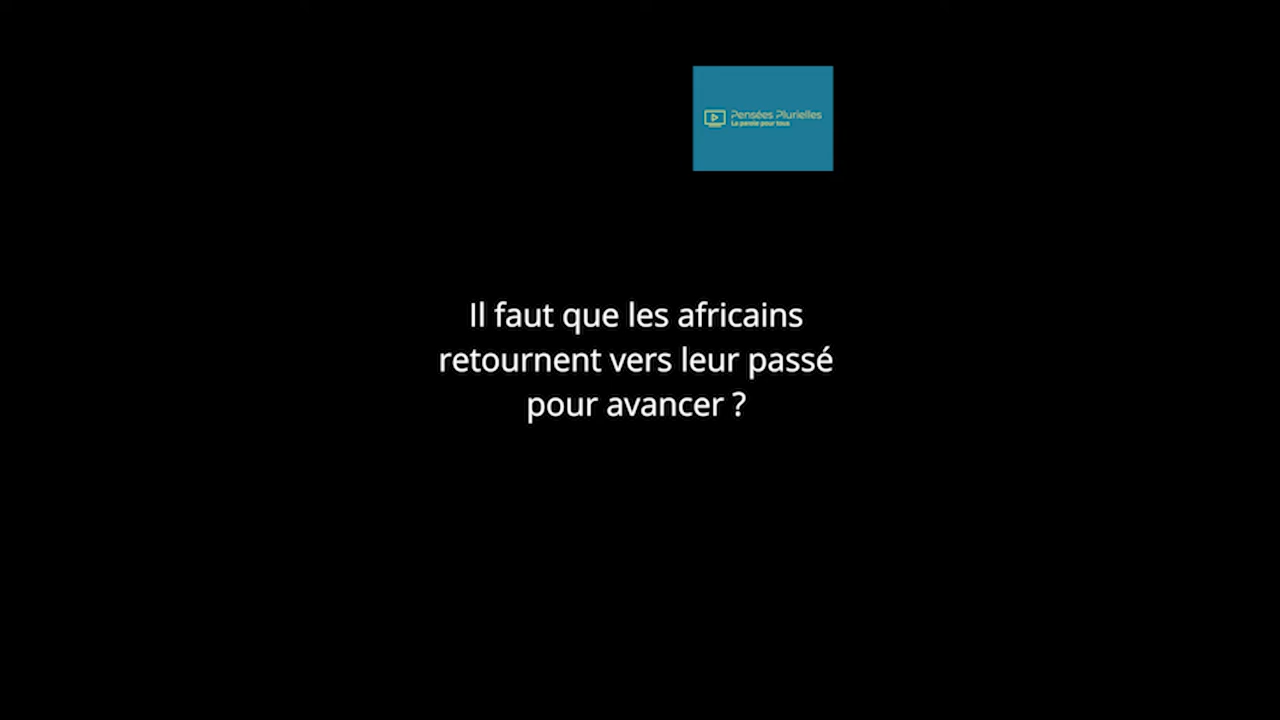 Pensées Plurielles
La parole pour tous
Il faut que les africains
retournent vers leur passé
pour avancer ?